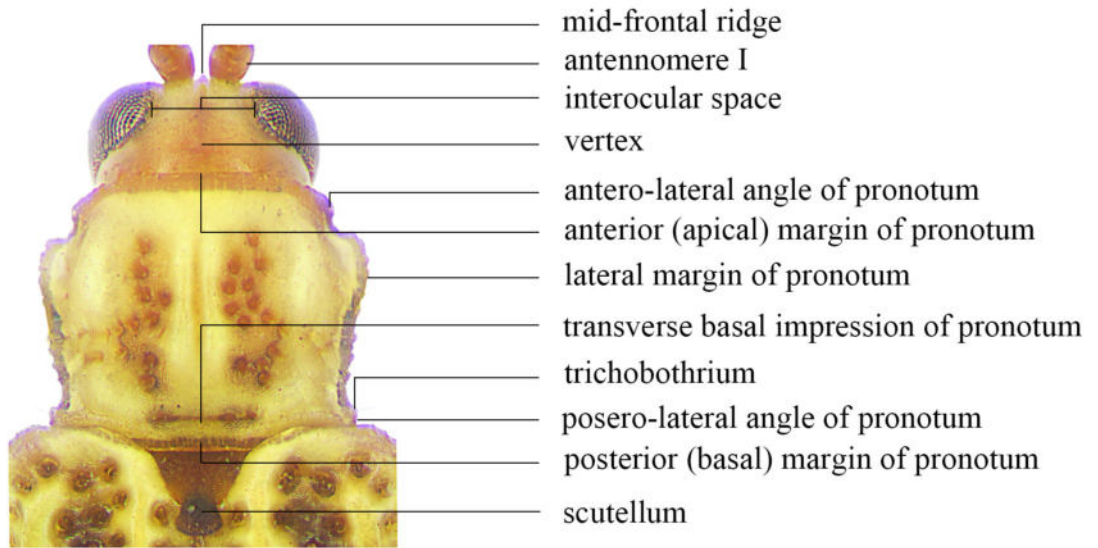 mid-frontal ridge
antennomere I
interocular space
vertex
antero-lateral angle of pronotum
anterior (apical) margin of pronotum
lateral margin of pronotum
transverse basal impression of pronotum
trichobothrium
posero-lateral angle of pronotum
posterior (basal) margin of pronotum
scutellum